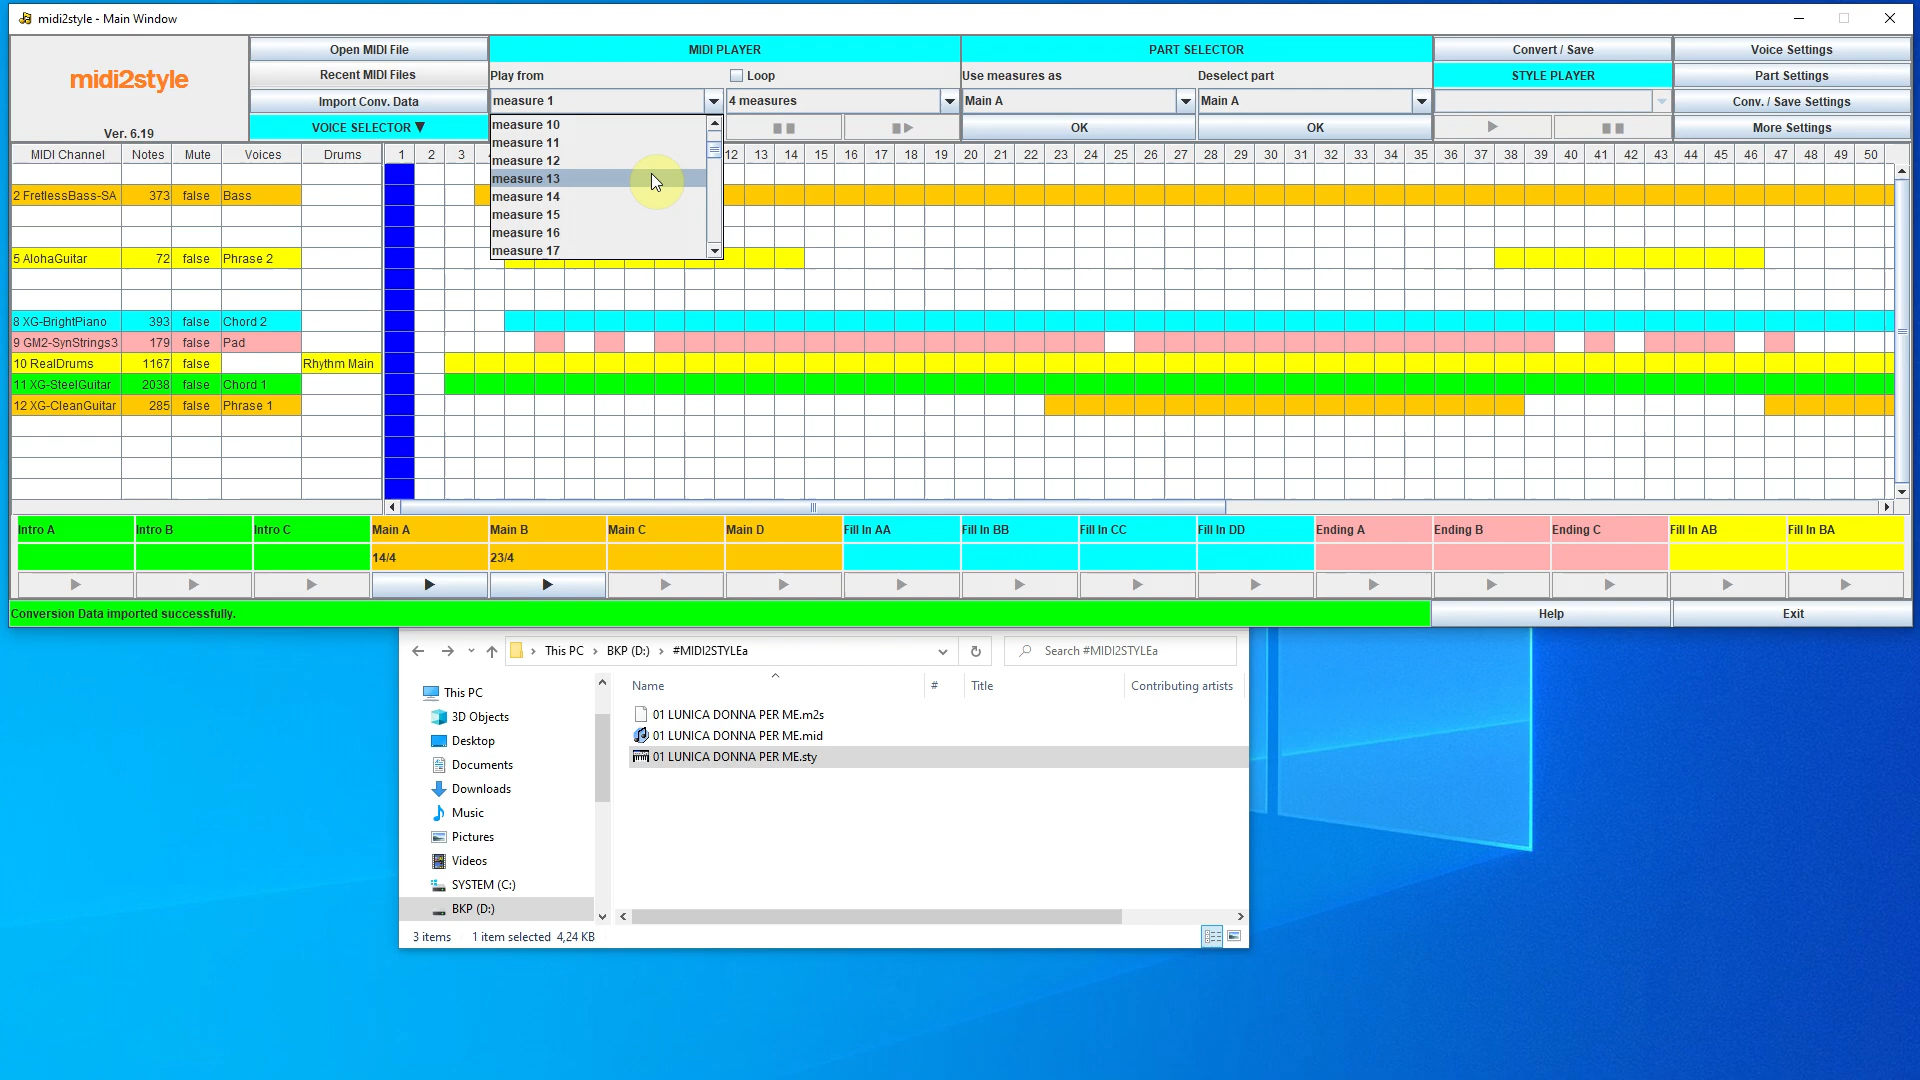 midi2style - Main Window
midi2style
Ver. 6.19
Open MIDI File
Recent MIDI Files
Import Conv. Data
VOICE SELECTOR ▼
MIDI PLAYER
Play from
Loop
measure 1
4 measures
PART SELECTOR
Use measures as
Deselect part
Main A
Main A
OK
OK
Convert / Save
STYLE PLAYER
Voice Settings
Part Settings
Conv. / Save Settings
More Settings
measure 10
measure 11
measure 12
measure 13
measure 14
measure 15
measure 16
measure 17
MIDI Channel Notes Mute Voices Drums 1 2 3 12 13 14 15 16 17 18 19 20 21 22 23 24 25 26 27 28 29 30 31 32 33 34 35 36 37 38 39 40 41 42 43 44 45 46 47 48 49 50
2 FretlessBass-SA 373 false Bass
5 AlohaGuitar 72 false Phrase 2
8 XG-BrightPiano 393 false Chord 2
9 GM2-SynStrings3 179 false Pad
10 RealDrums 1167 false Rhythm Main
11 XG-SteelGuitar 2038 false Chord 1
12 XG-CleanGuitar 285 false Phrase 1
Intro A Intro B Intro C Main A Main B Main C Main D Fill In AA Fill In BB Fill In CC Fill In DD Ending A Ending B Ending C Fill In AB Fill In BA
14/4 23/4
Conversion Data imported successfully.
Help
Exit
This PC > BKP (D:) > #MIDI2STYLEa
Search #MIDI2STYLEa
This PC
3D Objects
Desktop
Documents
Downloads
Music
Pictures
Videos
SYSTEM (C:)
BKP (D:)
Name # Title Contributing artists
01 LUNICA DONNA PER ME.m2s
01 LUNICA DONNA PER ME.mid
01 LUNICA DONNA PER ME.sty
3 items 1 item selected 4,24 KB